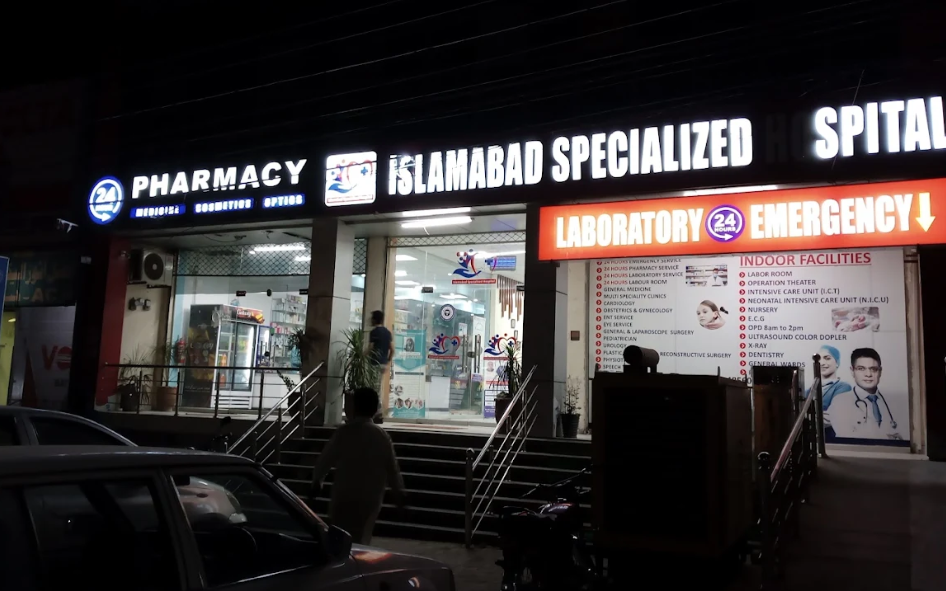 24
PHARMACY
MEDICINE COSMETICS OPTICS
ISLAMABAD SPECIALIZED HOSPITAL
LABORATORY 24 HOURS EMERGENCY
24 HOURS EMERGENCY SERVICE
24 HOURS PHARMACY SERVICE
24 HOURS LABORATORY SERVICE
24 HOURS LABOUR ROOM
GENERAL MEDICINE
MULTI SPECIALITY CLINICS
CARDIOLOGY
OBSTETRICS & GYNECOLOGY
ENT SERVICE
EYE SERVICE
GENERAL & LAPAROSCOPE SURGERY
PEDIATRICIAN
UROLOGY
RECONSTRUCTIVE SURGERY
INDOOR FACILITIES
LABOR ROOM
OPERATION THEATER
INTENSIVE CARE UNIT (I.C.T)
NEONATAL INTENSIVE CARE UNIT (N.I.C.U)
NURSERY
E.C.G
OPD 8am to 2pm
ULTRASOUND COLOR DOPLER
X-RAY
DENTISTRY
GENERAL WARDS